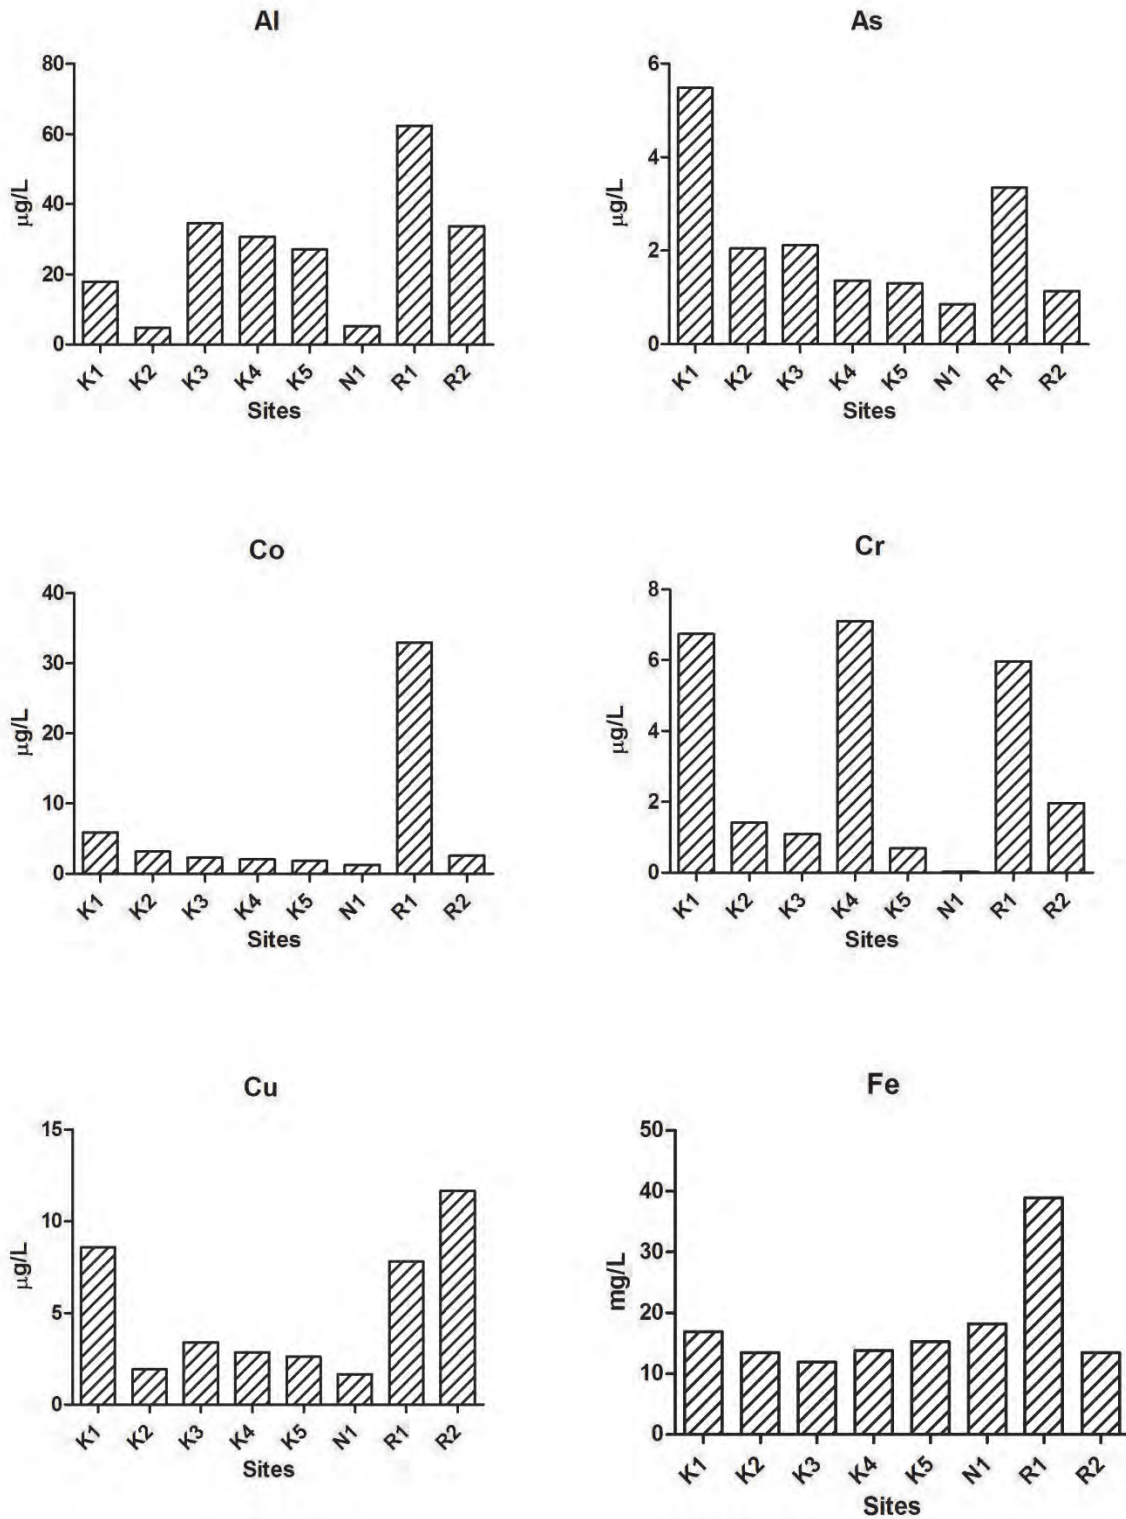 Al
80
60
40
20
0
µg/L
K1 K2 K3 K4 K5 N1 R1 R2
Sites
As
6
4
2
0
µg/L
K1 K2 K3 K4 K5 N1 R1 R2
Sites
Co
40
30
20
10
0
µg/L
K1 K2 K3 K4 K5 N1 R1 R2
Sites
Cr
8
6
4
2
0
µg/L
K1 K2 K3 K4 K5 N1 R1 R2
Sites
Cu
15
10
5
0
µg/L
K1 K2 K3 K4 K5 N1 R1 R2
Sites
Fe
50
40
30
20
10
0
mg/L
K1 K2 K3 K4 K5 N1 R1 R2
Sites